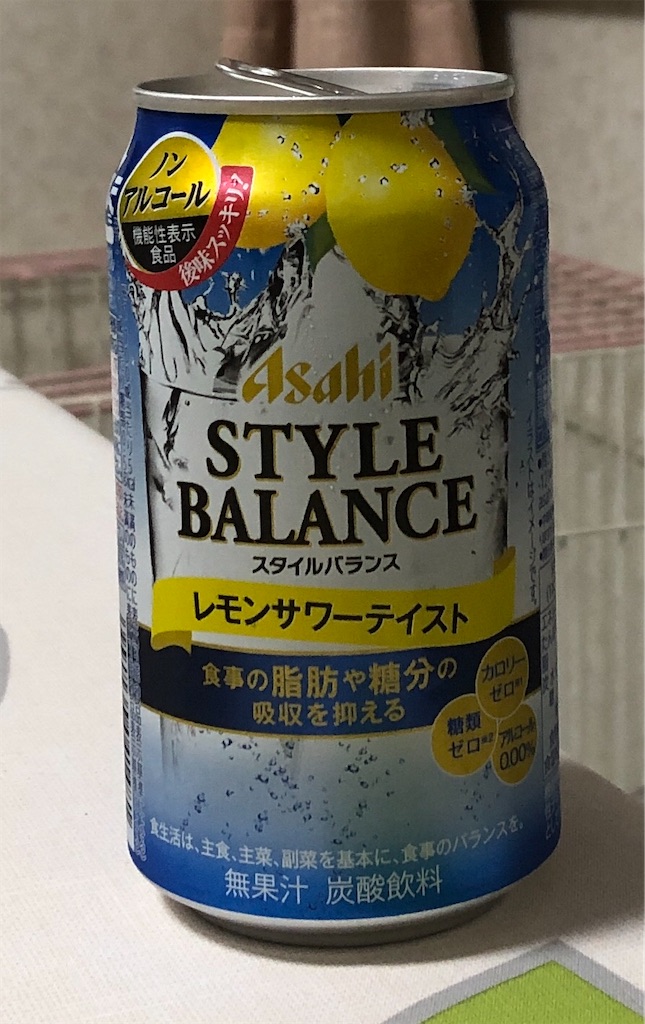 ノン
アルコール
機能性表示
食品
後味スッキリ!
Asahi
STYLE
BALANCE
スタイルバランス
レモンサワーテイスト
食事の脂肪や糖分の
吸収を抑える
カロリー
ゼロ※1
糖類
ゼロ※2
アルコール
0.00%
食生活は、主食、主菜、副菜を基本に、食事のバランスを。
無果汁 炭酸飲料